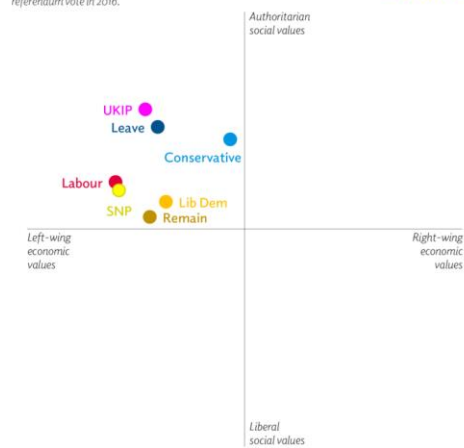 referendum vote in 2016.
Authoritarian
social values
UKIP
Leave
Conservative
Labour
SNP
Lib Dem
Remain
Left-wing
economic
values
Right-wing
economic
values
Liberal
social values